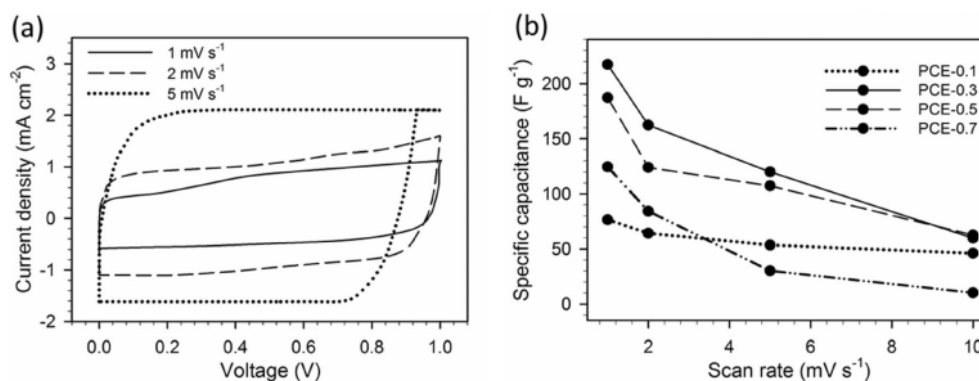 (a)
1 mV s⁻¹
2 mV s⁻¹
5 mV s⁻¹
3
2
1
0
-1
-2
Current density (mA cm⁻²)
0.0 0.2 0.4 0.6 0.8 1.0
Voltage (V)
(b)
PCE-0.1
PCE-0.3
PCE-0.5
PCE-0.7
200
150
100
50
0
Specific capacitance (F g⁻¹)
2 4 6 8 10
Scan rate (mV s⁻¹)